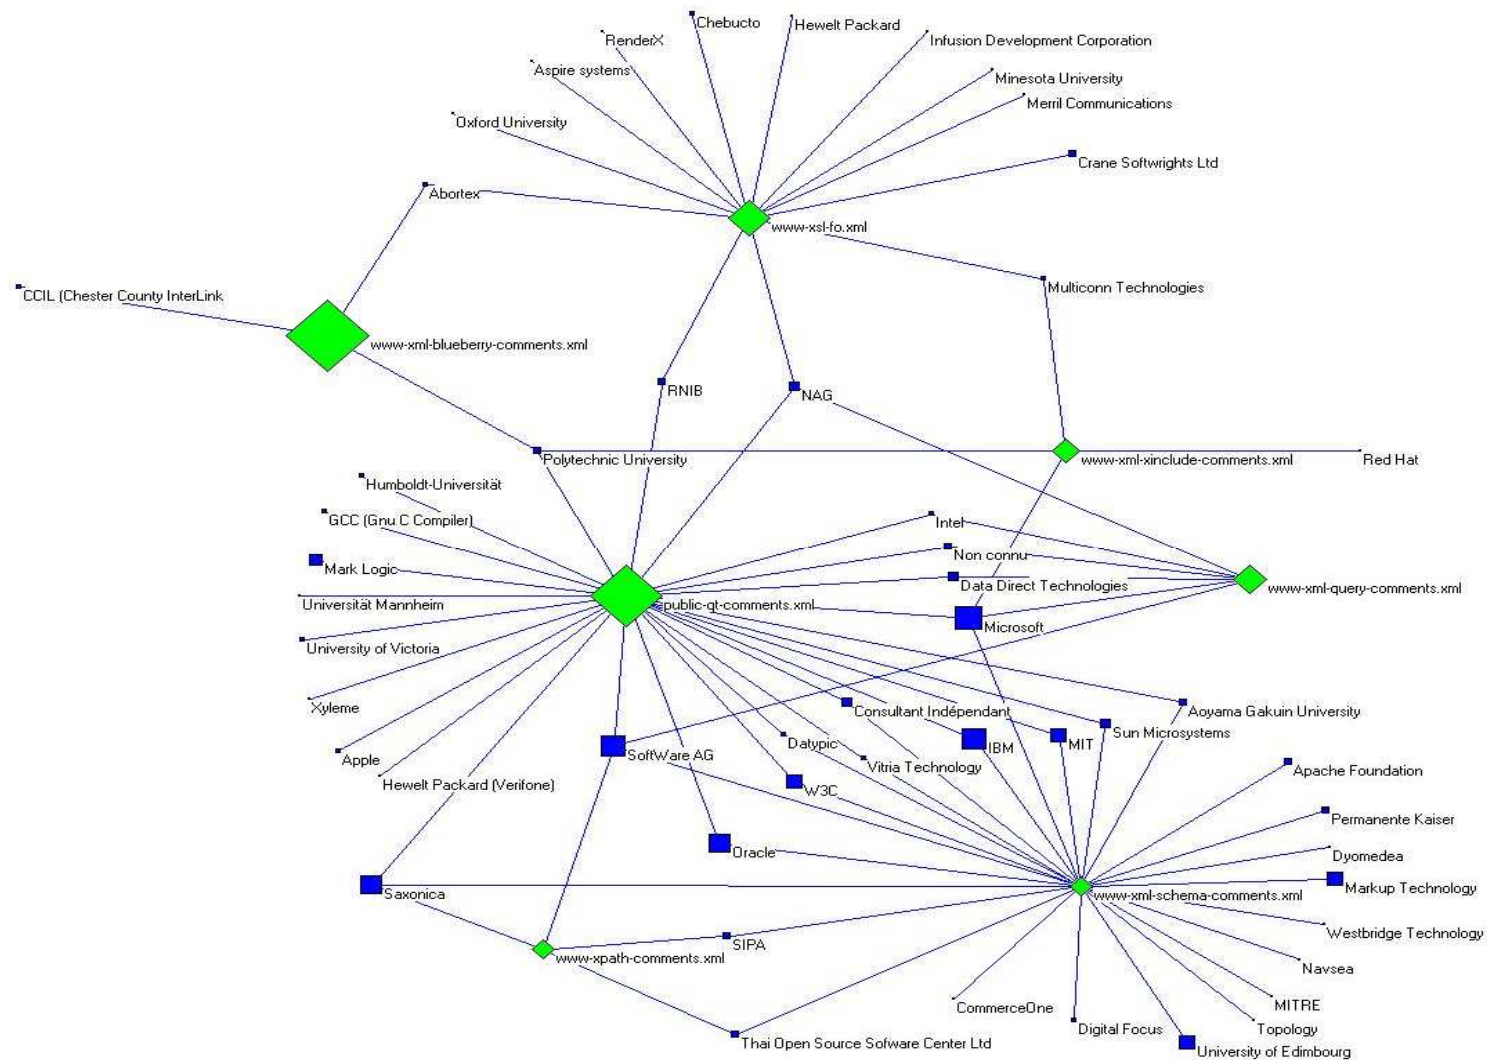 Chebucto
Hewelt Packard
RenderX
Infusion Development Corporation
Aspire systems
Minesota University
Merril Communications
Oxford University
Crane Softwrights Ltd
Abortex
www-xsl-fo.xml
CCIL (Chester County InterLink
Multiconn Technologies
www-xml-blueberry-comments.xml
RNIB
NAG
Polytechnic University
www-xml-xinclude-comments.xml
Red Hat
Humboldt-Universität
GCC (Gnu C Compiler)
Intel
Non connu
Mark Logic
Data Direct Technologies
www-xml-query-comments.xml
Universität Mannheim
public-qt-comments.xml
Microsoft
University of Victoria
Xyleme
Consultant Indépendant
Aoyama Gakuin University
Sun Microsystems
Datypic
IBM
MIT
Apple
SoftWare AG
Vitria Technology
Apache Foundation
Hewelt Packard (Verifone)
W3C
Permanente Kaiser
Oracle
Dyomedea
Saxonica
www-xml-schema-comments.xml
Markup Technology
Westbridge Technology
SIPA
www-xpath-comments.xml
Navsea
CommerceOne
MITRE
Digital Focus
Topology
Thai Open Source Sofware Center Ltd
University of Edimbourg